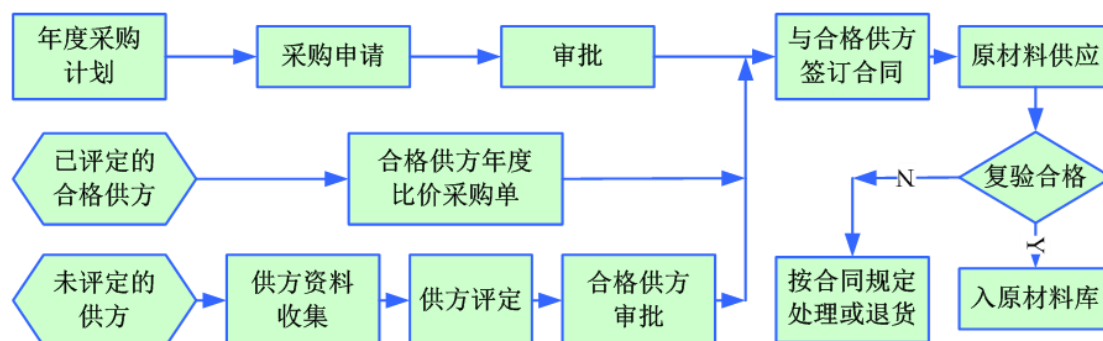 年度采购
计划
采购申请
审批
与合格供方
签订合同
原材料供应
已评定的
合格供方
合格供方年度
比价采购单
N
复验合格
Y
未评定的
供方
供方资料
收集
供方评定
合格供方
审批
按合同规定
处理或退货
入原材料库